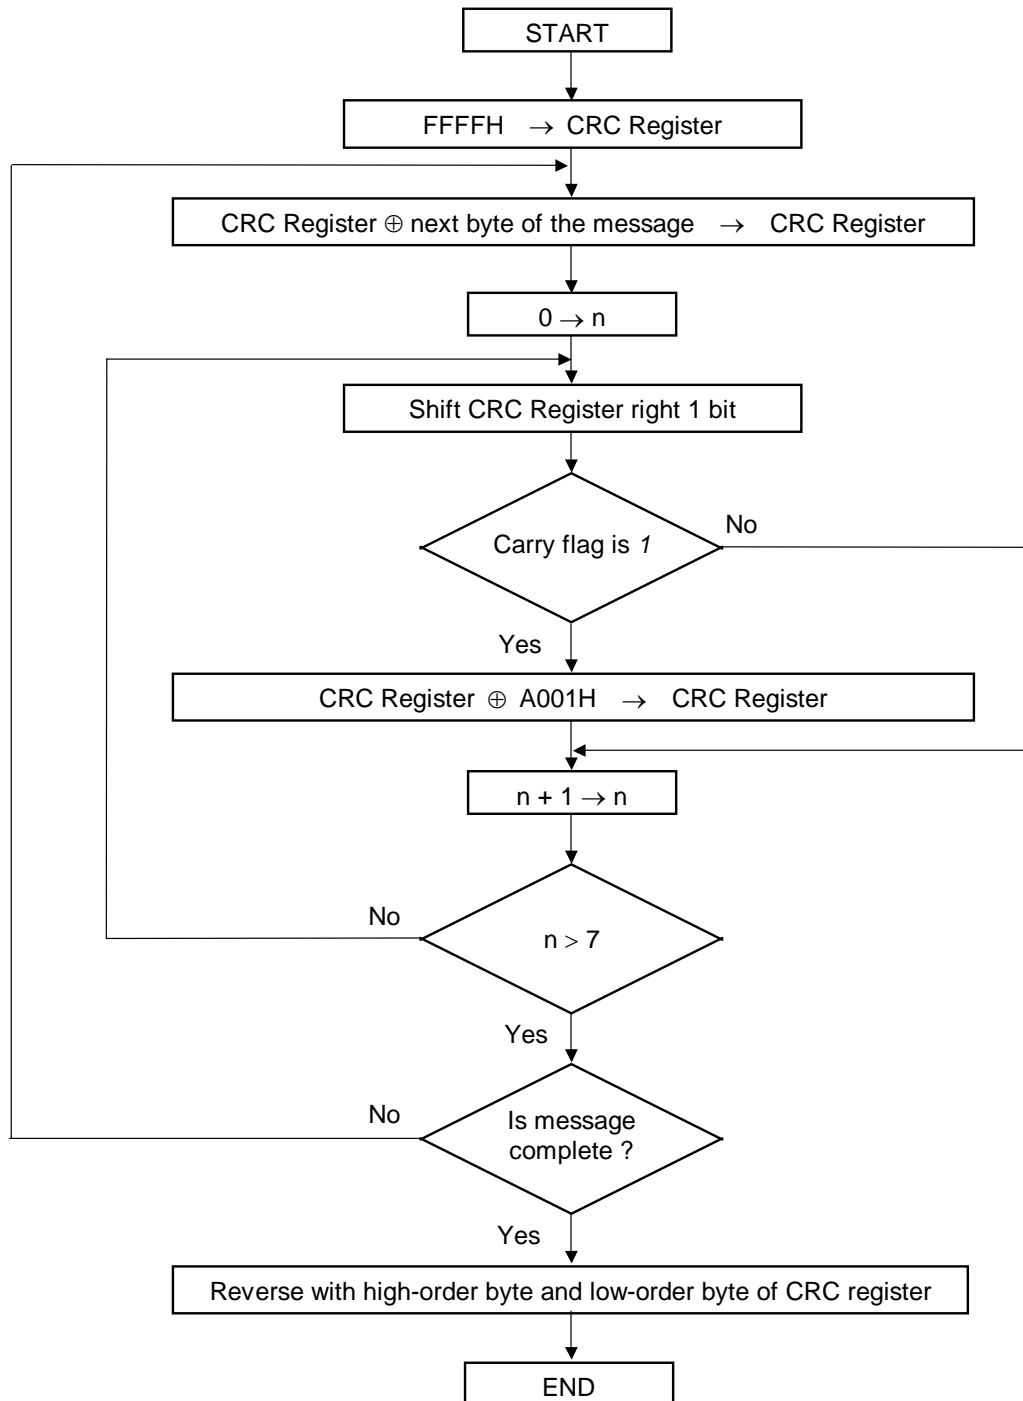 START
FFFFH → CRC Register
CRC Register ⊕ next byte of the message → CRC Register
0 → n
Shift CRC Register right 1 bit
Carry flag is 1
No
Yes
CRC Register ⊕ A001H → CRC Register
n + 1 → n
No
n > 7
Yes
No
Is message
complete ?
Yes
Reverse with high-order byte and low-order byte of CRC register
END